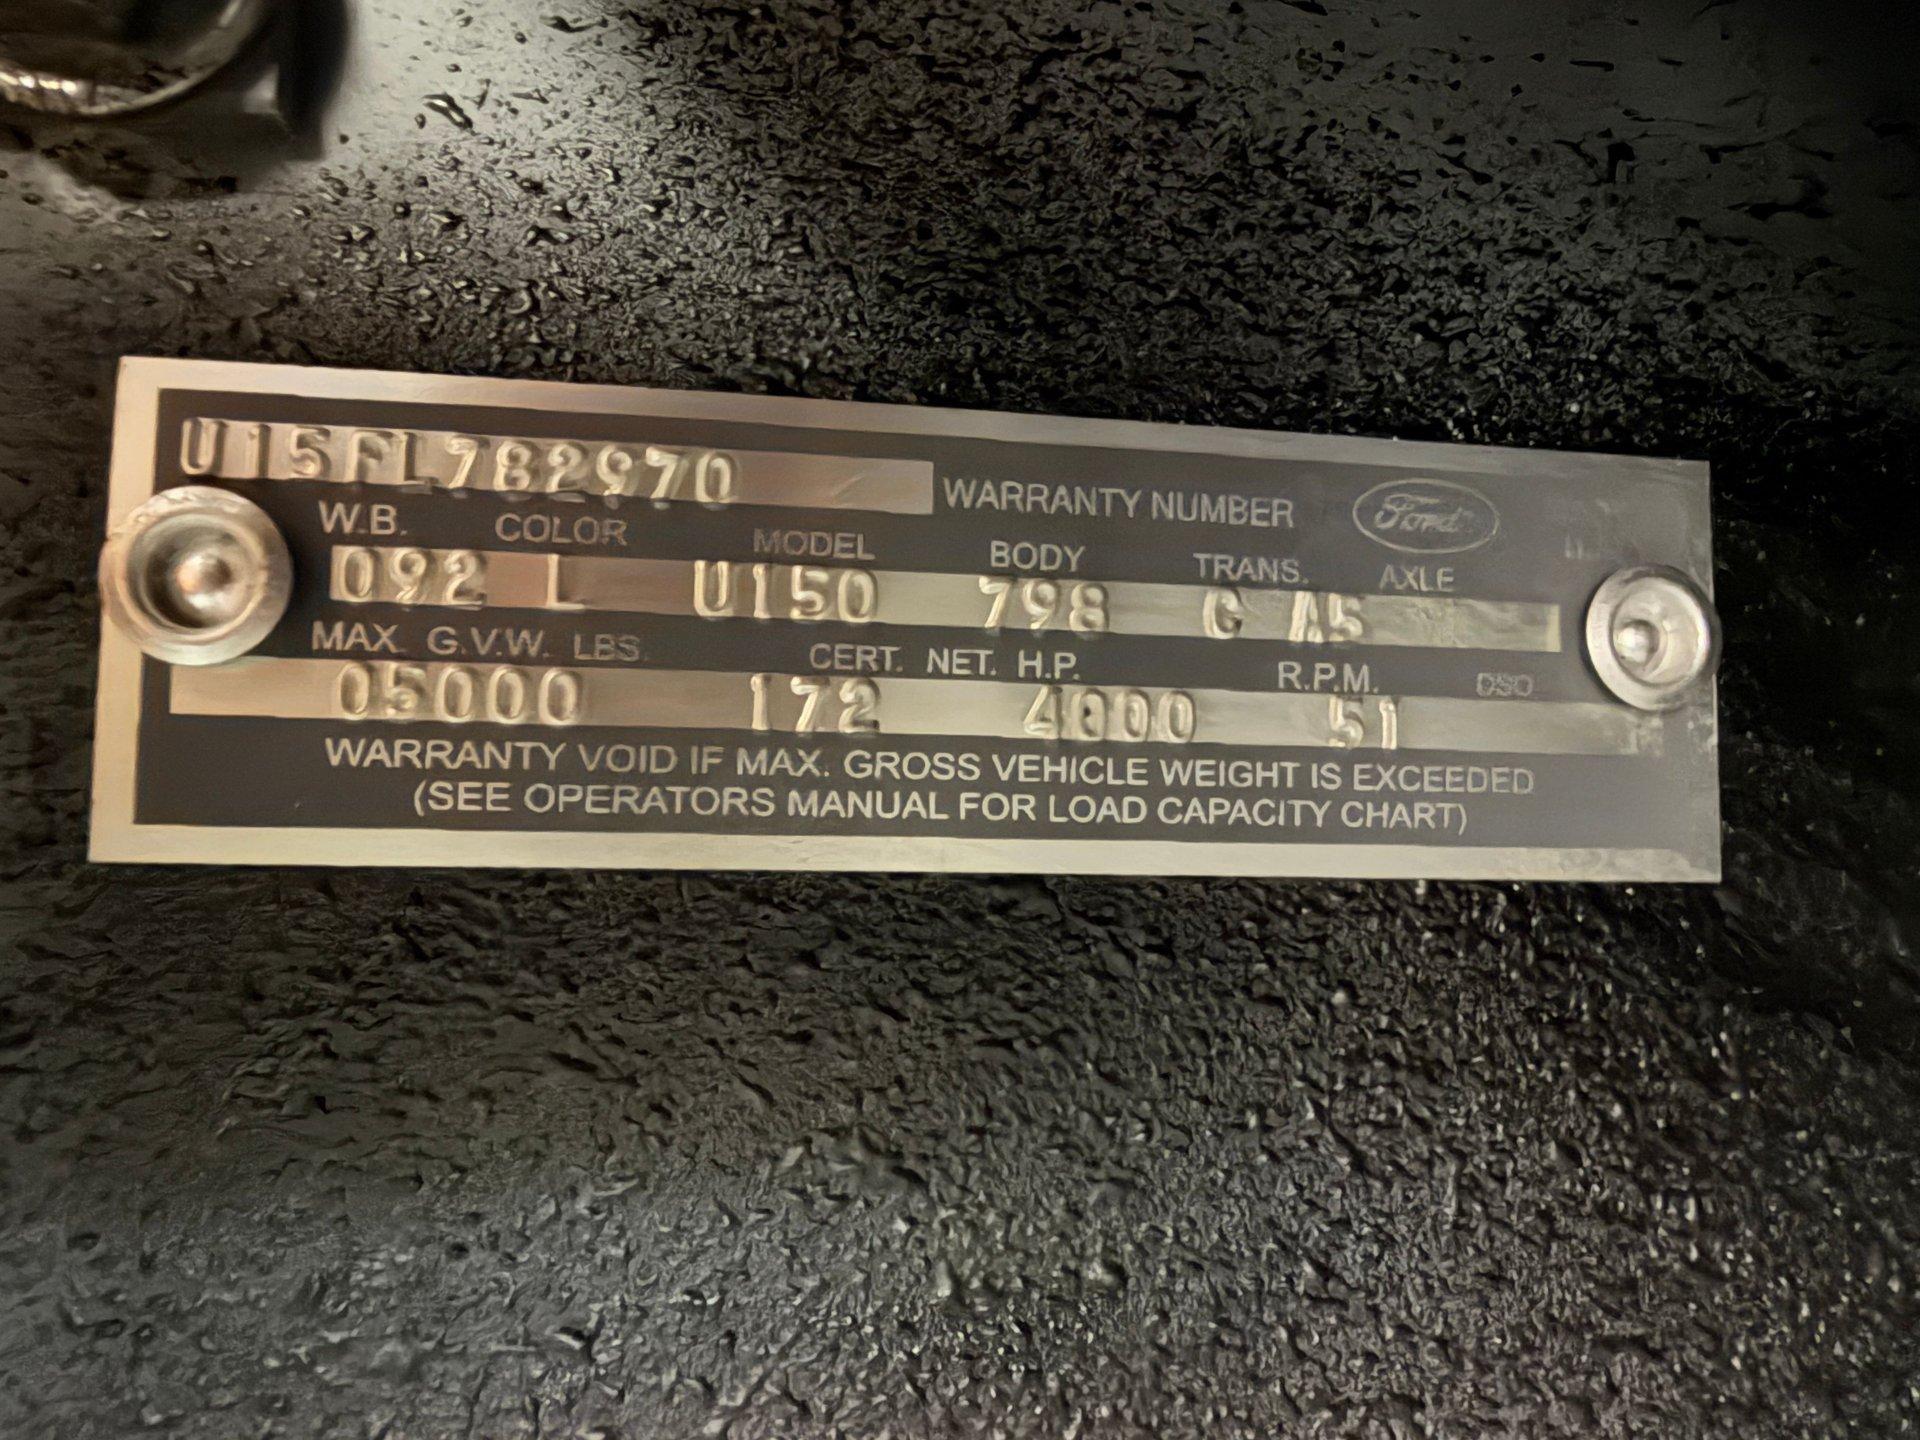 U15FL782970
WARRANTY NUMBER Ford
W.B. COLOR MODEL BODY TRANS. AXLE
092 L U150 798 G A5
MAX. G.V.W. LBS. CERT. NET. H.P. R.P.M. DSO
05000 172 4000 51
WARRANTY VOID IF MAX. GROSS VEHICLE WEIGHT IS EXCEEDED
(SEE OPERATORS MANUAL FOR LOAD CAPACITY CHART)